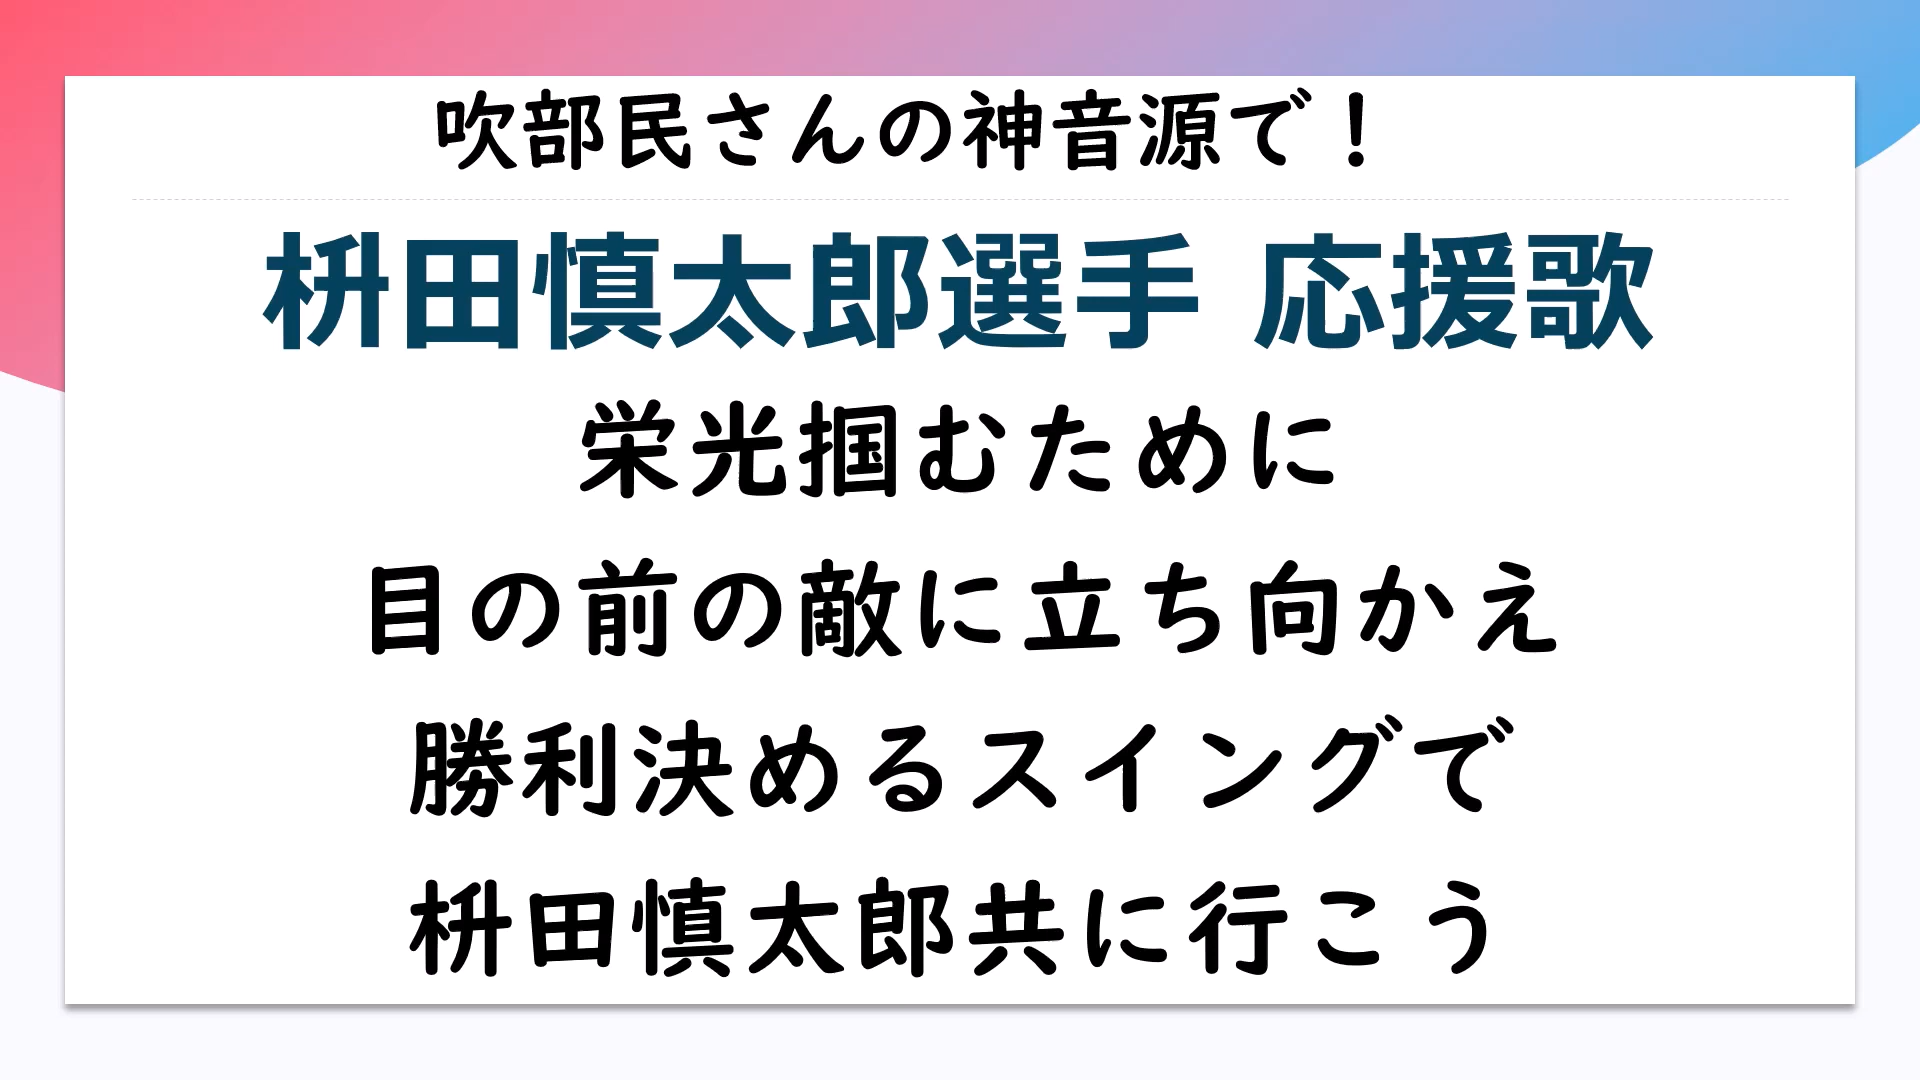 吹部民さんの神音源で！
枡田慎太郎選手 応援歌
栄光掴むために
目の前の敵に立ち向かえ
勝利決めるスイングで
枡田慎太郎共に行こう